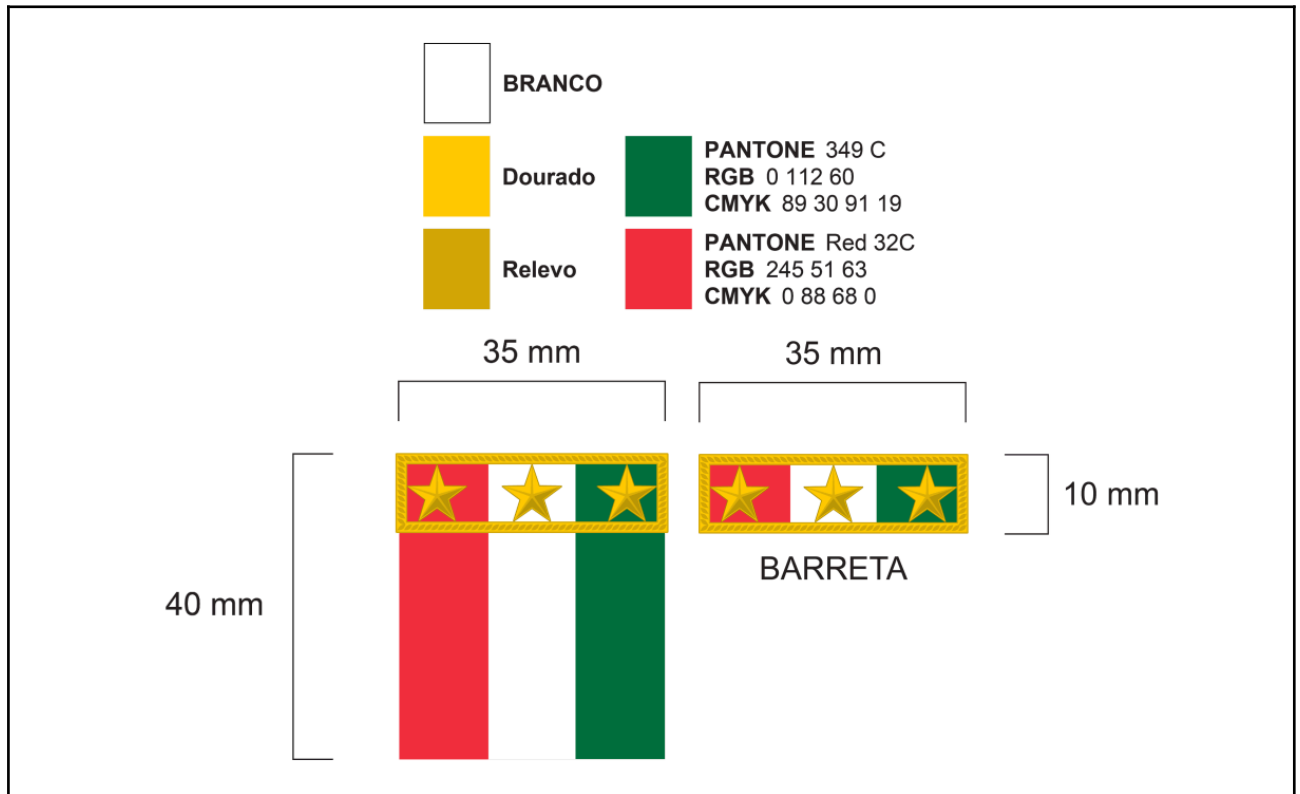 BRANCO
Dourado
PANTONE 349 C
RGB 0 112 60
CMYK 89 30 91 19
Relevo
PANTONE Red 32C
RGB 245 51 63
CMYK 0 88 68 0
35 mm
35 mm
40 mm
10 mm
BARRETA